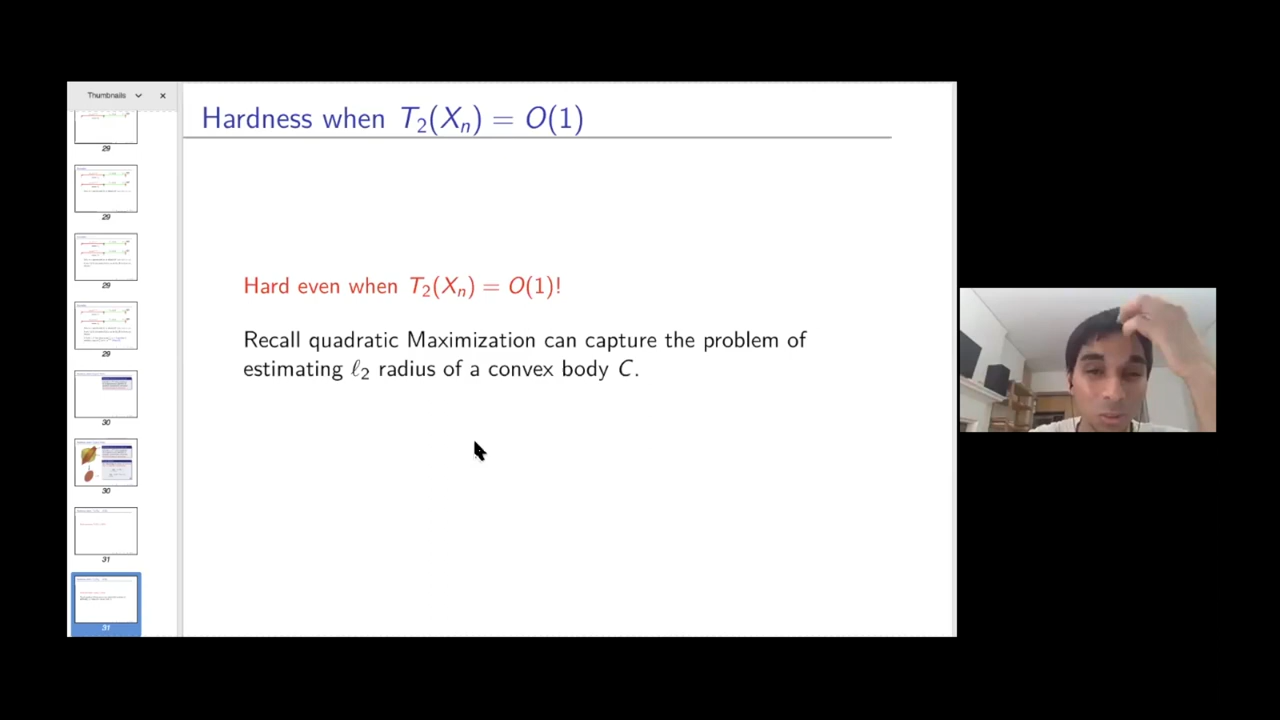 Thumbnails
29
29
29
29
30
30
31
31
Hardness when T₂(Xₙ) = O(1)
Hard even when T₂(Xₙ) = O(1)!
Recall quadratic Maximization can capture the problem of
estimating ℓ₂ radius of a convex body C.